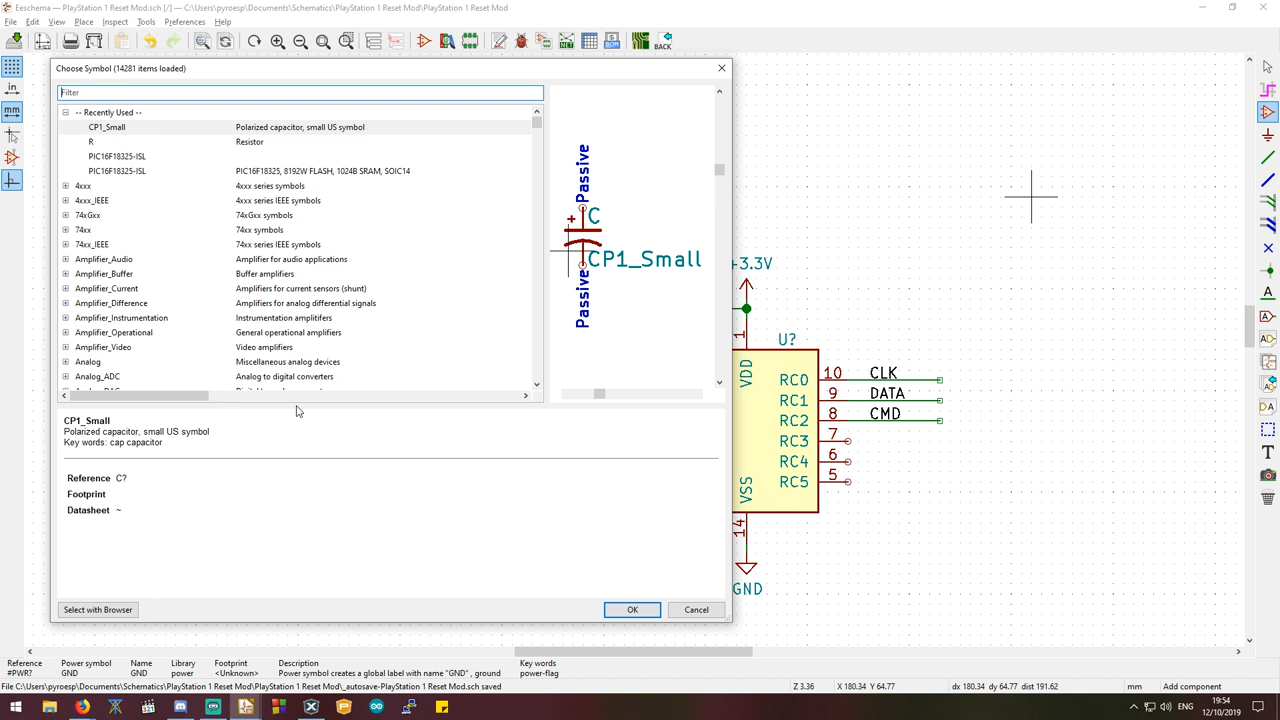 Eeschema — PlayStation 1 Reset Mod.sch [/] — C:\Users\pyroesp\Documents\Schematics\PlayStation 1 Reset Mod\PlayStation 1 Reset Mod
File Edit View Place Inspect Tools Preferences Help
BOM BACK
in
mm
Choose Symbol (14281 items loaded)
Filter
-- Recently Used --
CP1_Small Polarized capacitor, small US symbol
R Resistor
PIC16F18325-ISL
PIC16F18325-ISL PIC16F18325, 8192W FLASH, 1024B SRAM, SOIC14
4xxx 4xxx series symbols
4xxx_IEEE 4xxx series IEEE symbols
74xGxx 74xGxx symbols
74xx 74xx symbols
74xx_IEEE 74xx series IEEE symbols
Amplifier_Audio Amplifier for audio applications
Amplifier_Buffer Buffer amplifiers
Amplifier_Current Amplifiers for current sensors (shunt)
Amplifier_Difference Amplifiers for analog differential signals
Amplifier_Instrumentation Instrumentation amplitifers
Amplifier_Operational General operational amplifiers
Amplifier_Video Video amplifiers
Analog Miscellaneous analog devices
Analog_ADC Analog to digital converters
Passive
+ C
CP1_Small
Passive
CP1_Small
Polarized capacitor, small US symbol
Key words: cap capacitor
Reference C?
Footprint
Datasheet ~
Select with Browser OK Cancel
+3.3V
1
U?
VDD
RC0 10 CLK
RC1 9 DATA
RC2 8 CMD
RC3 7
RC4 6
RC5 5
VSS
14
GND
A
T
Reference Power symbol Name Library Footprint Description Key words
#PWR? GND GND power <Unknown> Power symbol creates a global label with name "GND" , ground power-flag
File C:\Users\pyroesp\Documents\Schematics\PlayStation 1 Reset Mod\PlayStation 1 Reset Mod\_autosave-PlayStation 1 Reset Mod.sch saved Z 3.36 X 180.34 Y 64.77 dx 180.34 dy 64.77 dist 191.62 mm Add component
ENG 19:54
12/10/2019